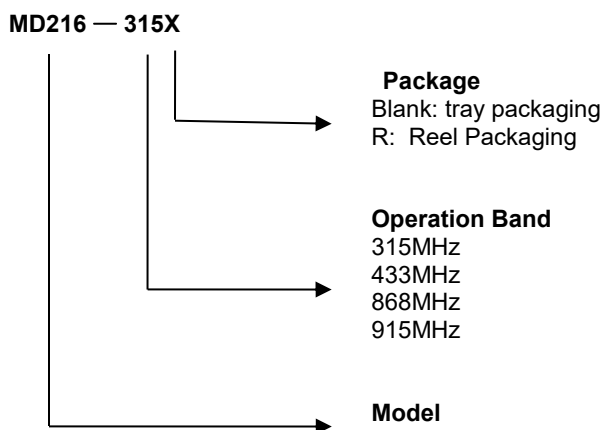 MD216 — 315X
Package
Blank: tray packaging
R: Reel Packaging
Operation Band
315MHz
433MHz
868MHz
915MHz
Model